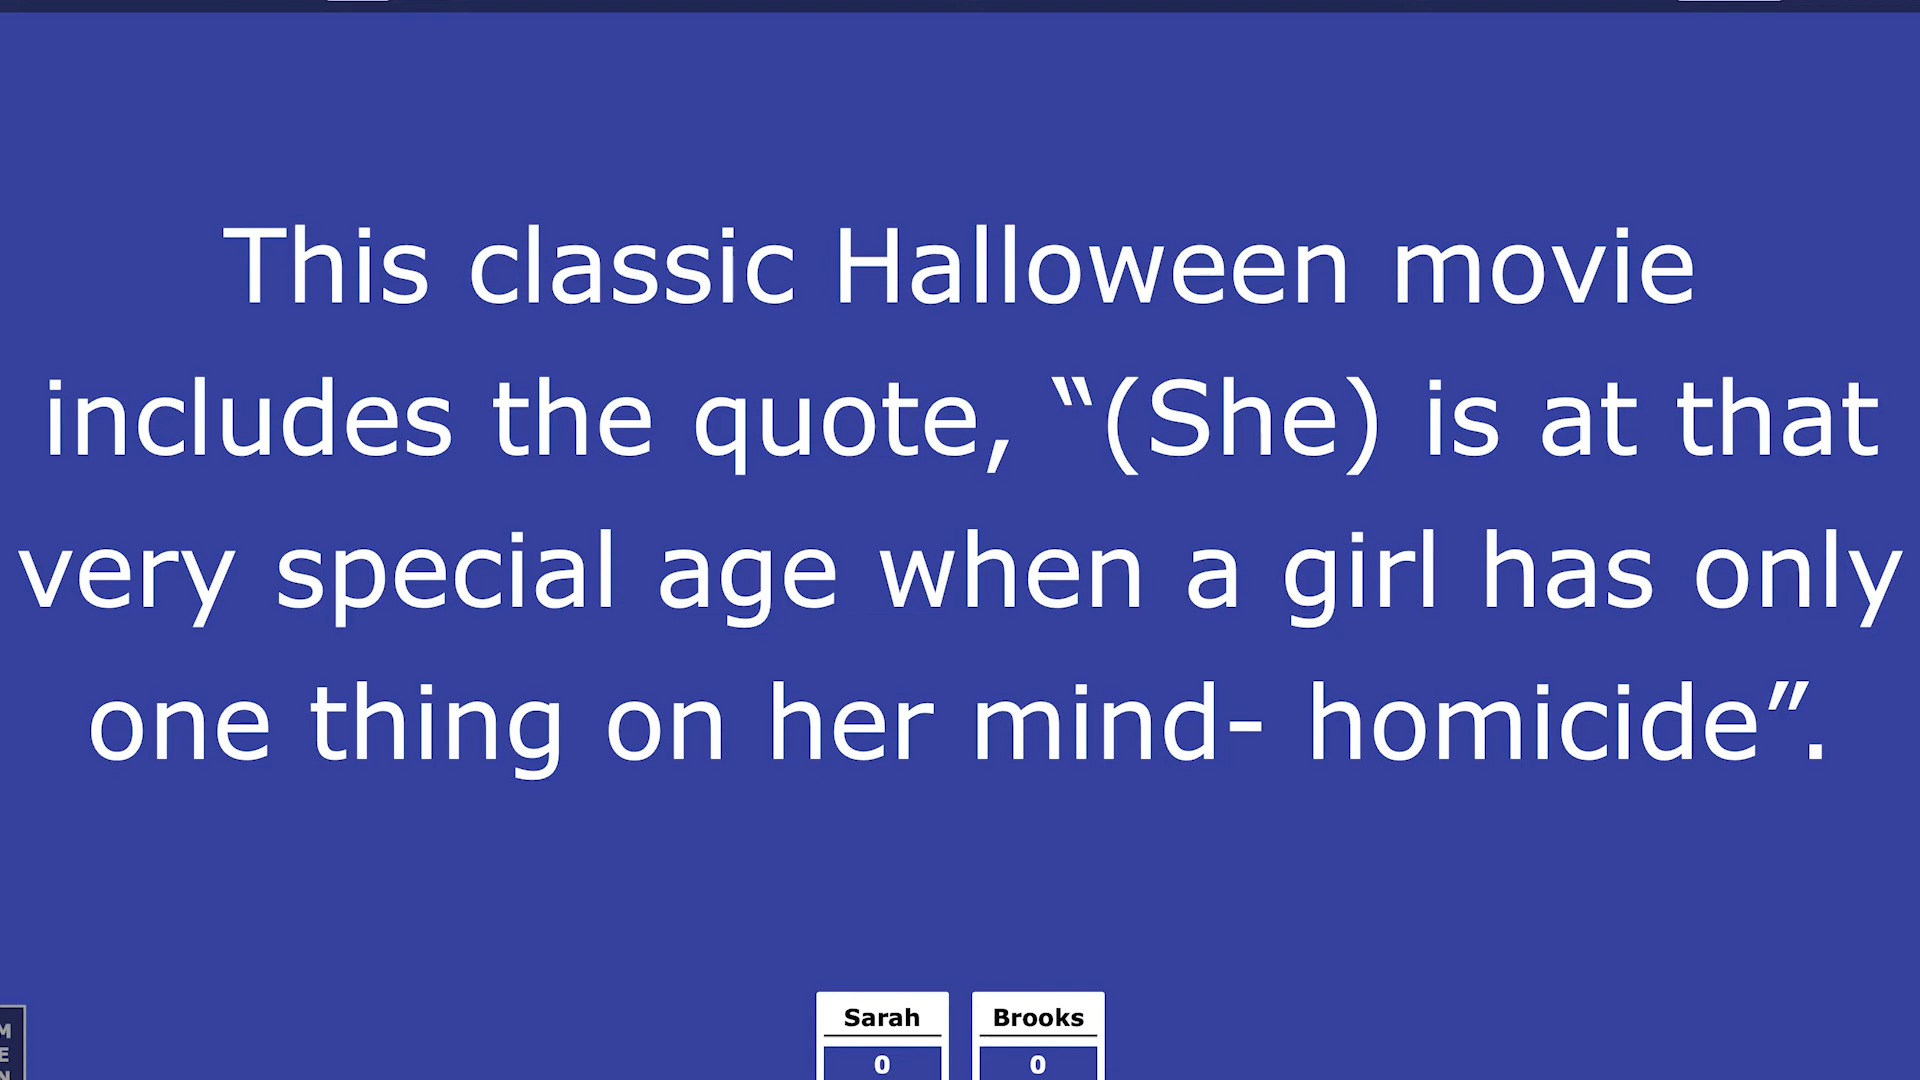 This classic Halloween movie
includes the quote, “(She) is at that
very special age when a girl has only
one thing on her mind- homicide”.
Sarah
Brooks
0
0
M
E
N